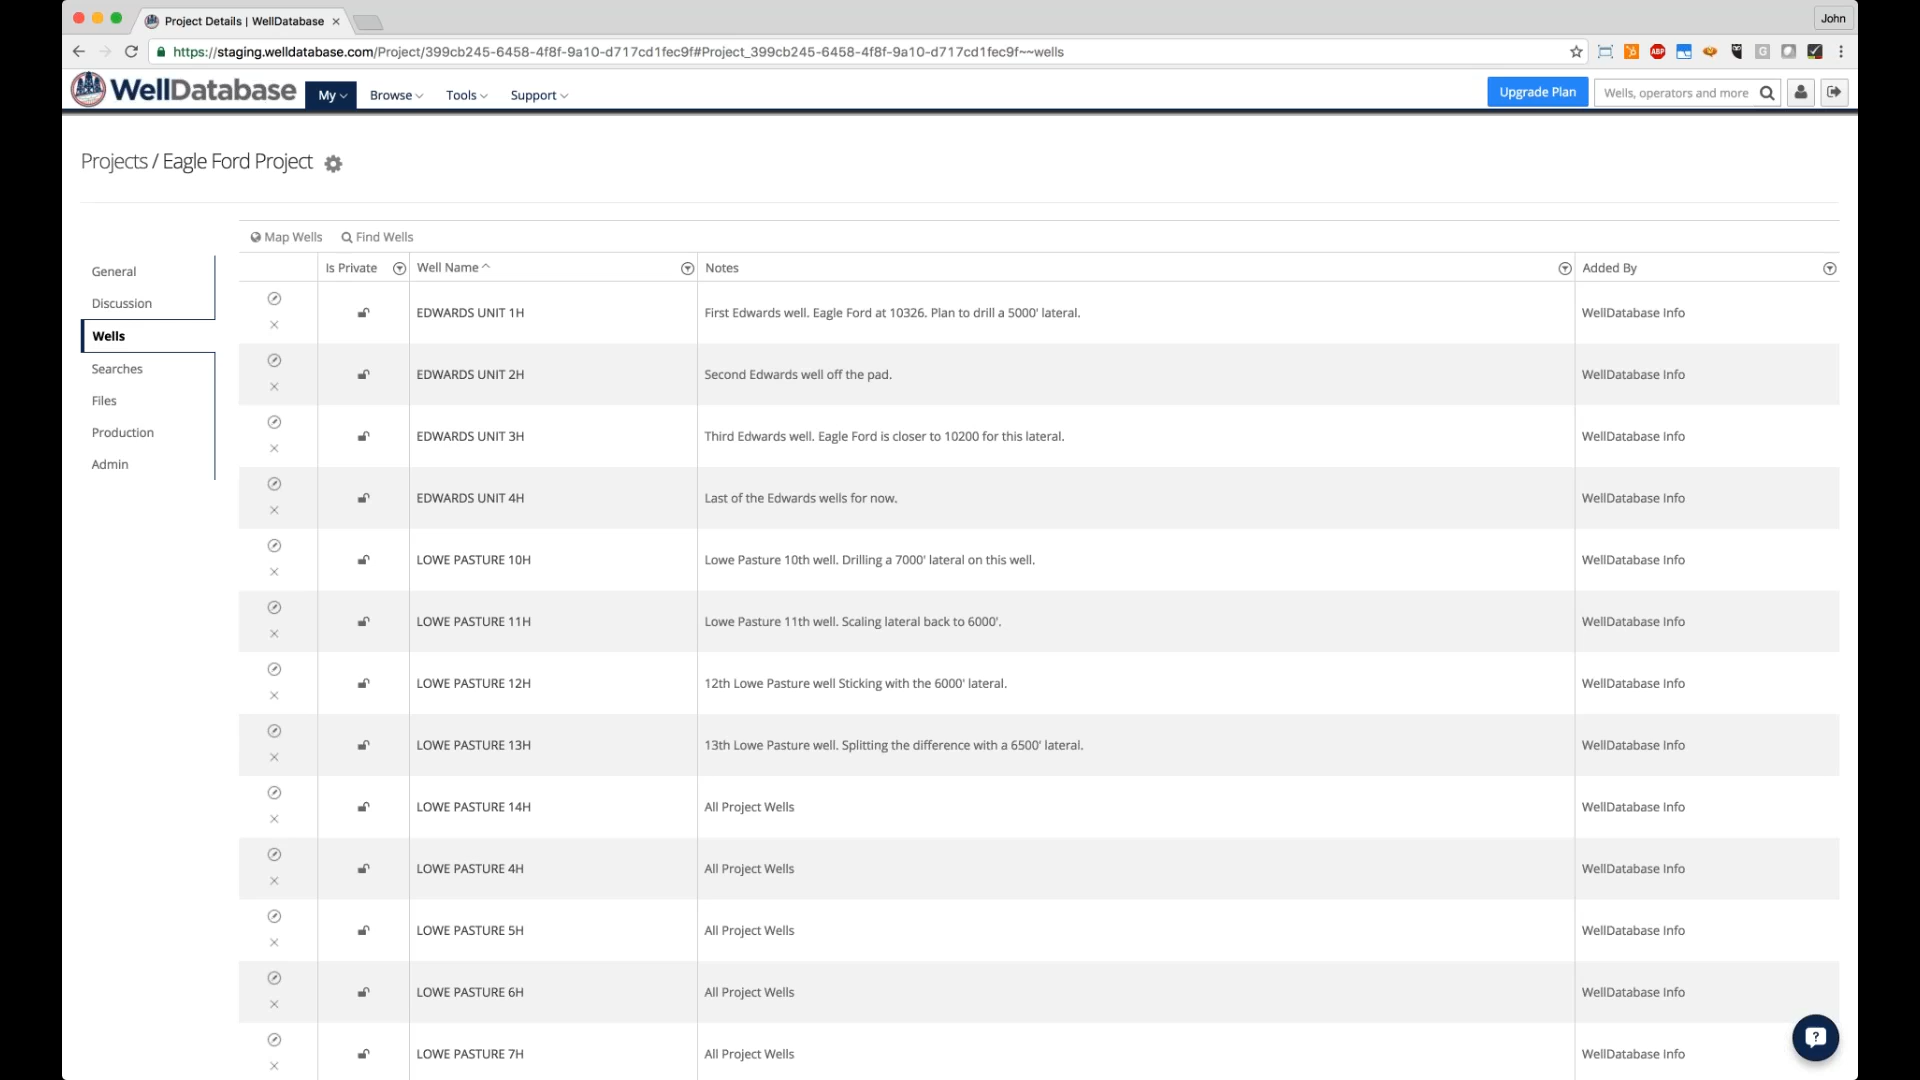 Project Details | WellDatabase
John
https://staging.welldatabase.com/Project/399cb245-6458-4f8f-9a10-d717cd1fec9f#Project_399cb245-6458-4f8f-9a10-d717cd1fec9f~~wells
ABP
G
WellDatabase My Browse Tools Support Upgrade Plan Wells, operators and more
Projects / Eagle Ford Project
Map Wells Find Wells
General
Discussion
Wells
Searches
Files
Production
Admin
Is Private Well Name Notes Added By
EDWARDS UNIT 1H First Edwards well. Eagle Ford at 10326. Plan to drill a 5000' lateral. WellDatabase Info
EDWARDS UNIT 2H Second Edwards well off the pad. WellDatabase Info
EDWARDS UNIT 3H Third Edwards well. Eagle Ford is closer to 10200 for this lateral. WellDatabase Info
EDWARDS UNIT 4H Last of the Edwards wells for now. WellDatabase Info
LOWE PASTURE 10H Lowe Pasture 10th well. Drilling a 7000' lateral on this well. WellDatabase Info
LOWE PASTURE 11H Lowe Pasture 11th well. Scaling lateral back to 6000'. WellDatabase Info
LOWE PASTURE 12H 12th Lowe Pasture well Sticking with the 6000' lateral. WellDatabase Info
LOWE PASTURE 13H 13th Lowe Pasture well. Splitting the difference with a 6500' lateral. WellDatabase Info
LOWE PASTURE 14H All Project Wells WellDatabase Info
LOWE PASTURE 4H All Project Wells WellDatabase Info
LOWE PASTURE 5H All Project Wells WellDatabase Info
LOWE PASTURE 6H All Project Wells WellDatabase Info
LOWE PASTURE 7H All Project Wells WellDatabase Info